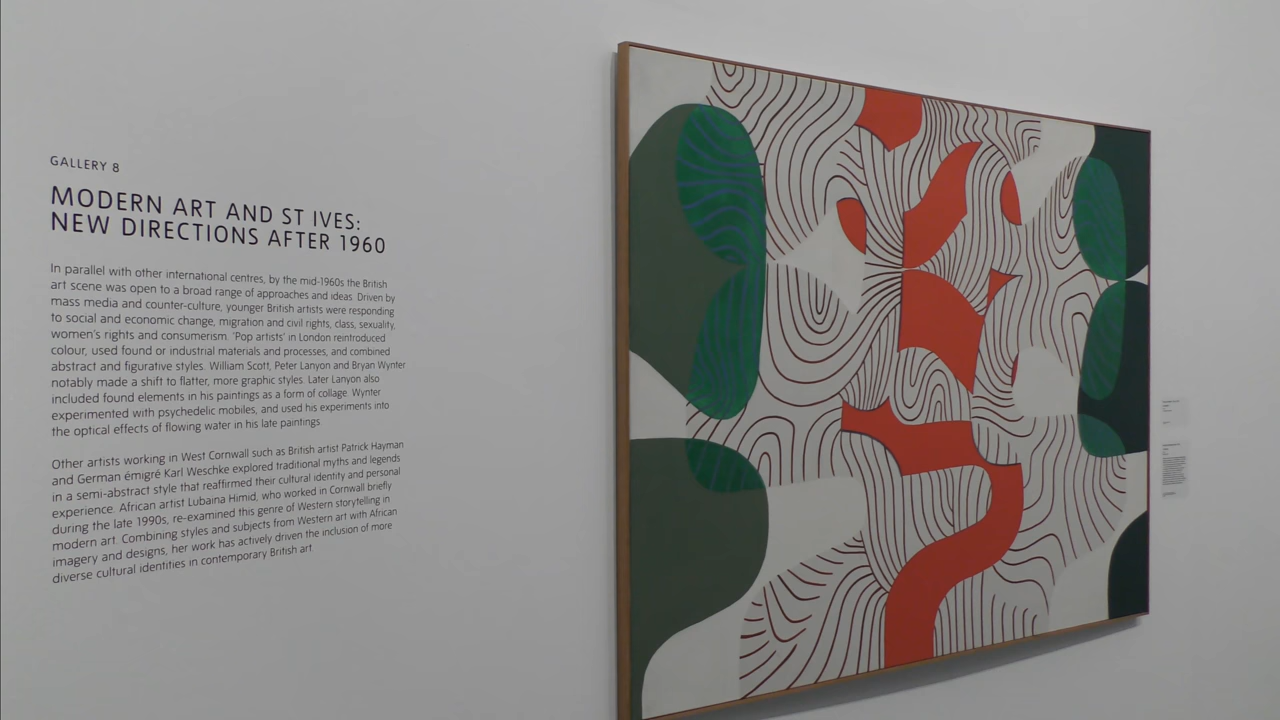 GALLERY 8
MODERN ART AND ST IVES:
NEW DIRECTIONS AFTER 1960
In parallel with other international centres, by the mid-1960s the British
art scene was open to a broad range of approaches and ideas. Driven by
mass media and counter-culture, younger British artists were responding
to social and economic change, migration and civil rights, class, sexuality,
women's rights and consumerism. 'Pop artists' in London reintroduced
colour, used found or industrial materials and processes, and combined
abstract and figurative styles. William Scott, Peter Lanyon and Bryan Wynter
notably made a shift to flatter, more graphic styles. Later Lanyon also
included found elements in his paintings as a form of collage. Wynter
experimented with psychedelic mobiles, and used his experiments into
the optical effects of flowing water in his late paintings.
Other artists working in West Cornwall such as British artist Patrick Hayman
and German émigré Karl Weschke explored traditional myths and legends
in a semi-abstract style that reaffirmed their cultural identity and personal
experience. African artist Lubaina Himid, who worked in Cornwall briefly
during the late 1990s, re-examined this genre of Western storytelling in
modern art. Combining styles and subjects from Western art with African
imagery and designs, her work has actively driven the inclusion of more
diverse cultural identities in contemporary British art.